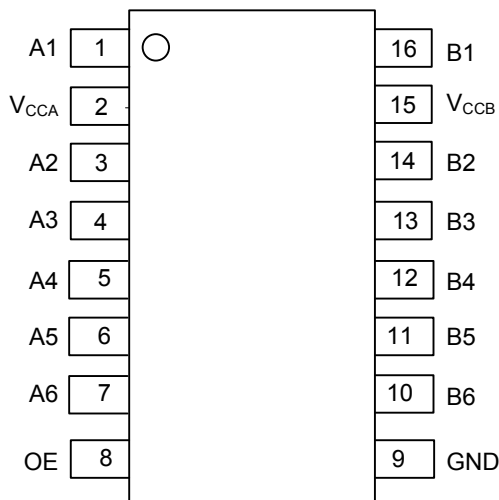 A1 1 16 B1
VCCA 2 15 VCCB
A2 3 14 B2
A3 4 13 B3
A4 5 12 B4
A5 6 11 B5
A6 7 10 B6
OE 8 9 GND